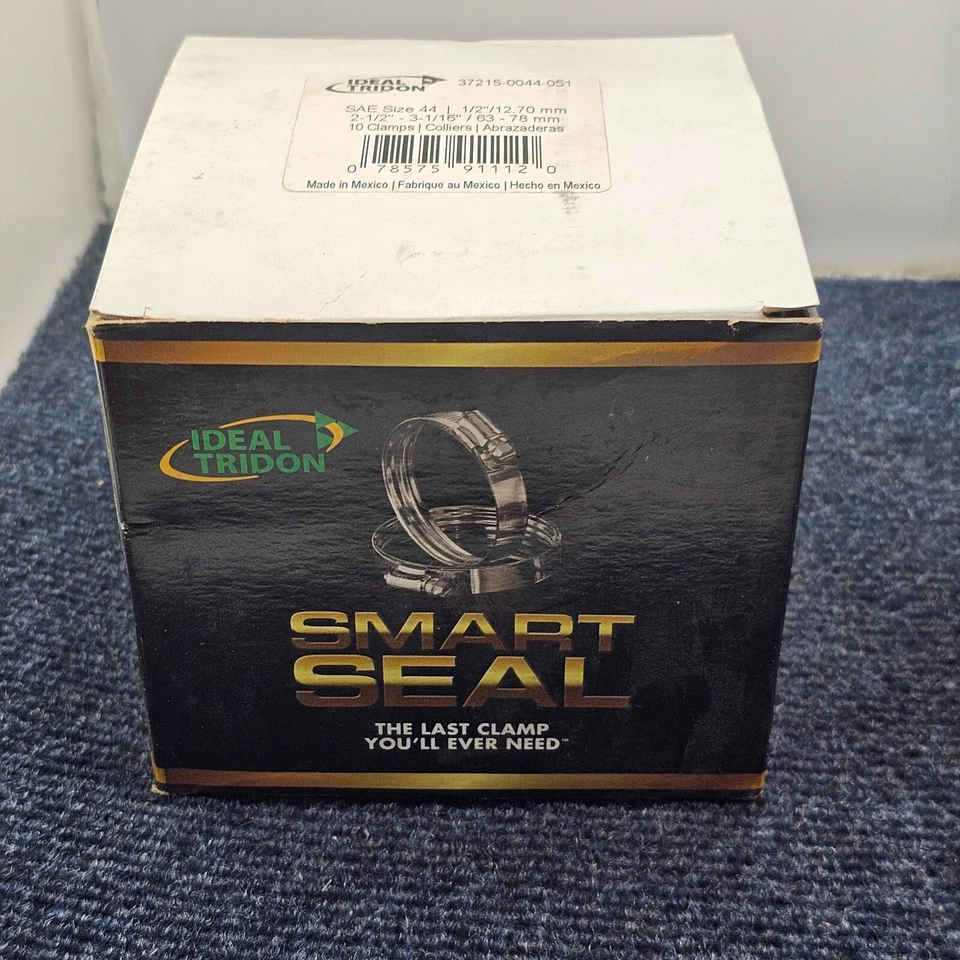 IDEAL
TRIDON
37215-0044-051
SAE Size 44 | 1/2"/12.70 mm
2-1/2" - 3-1/16" / 63 - 78 mm
10 Clamps | Colliers | Abrazaderas
0 78575 91112 0
Made in Mexico | Fabrique au Mexico | Hecho en Mexico
IDEAL
TRIDON
SMART
SEAL
THE LAST CLAMP
YOU'LL EVER NEED™